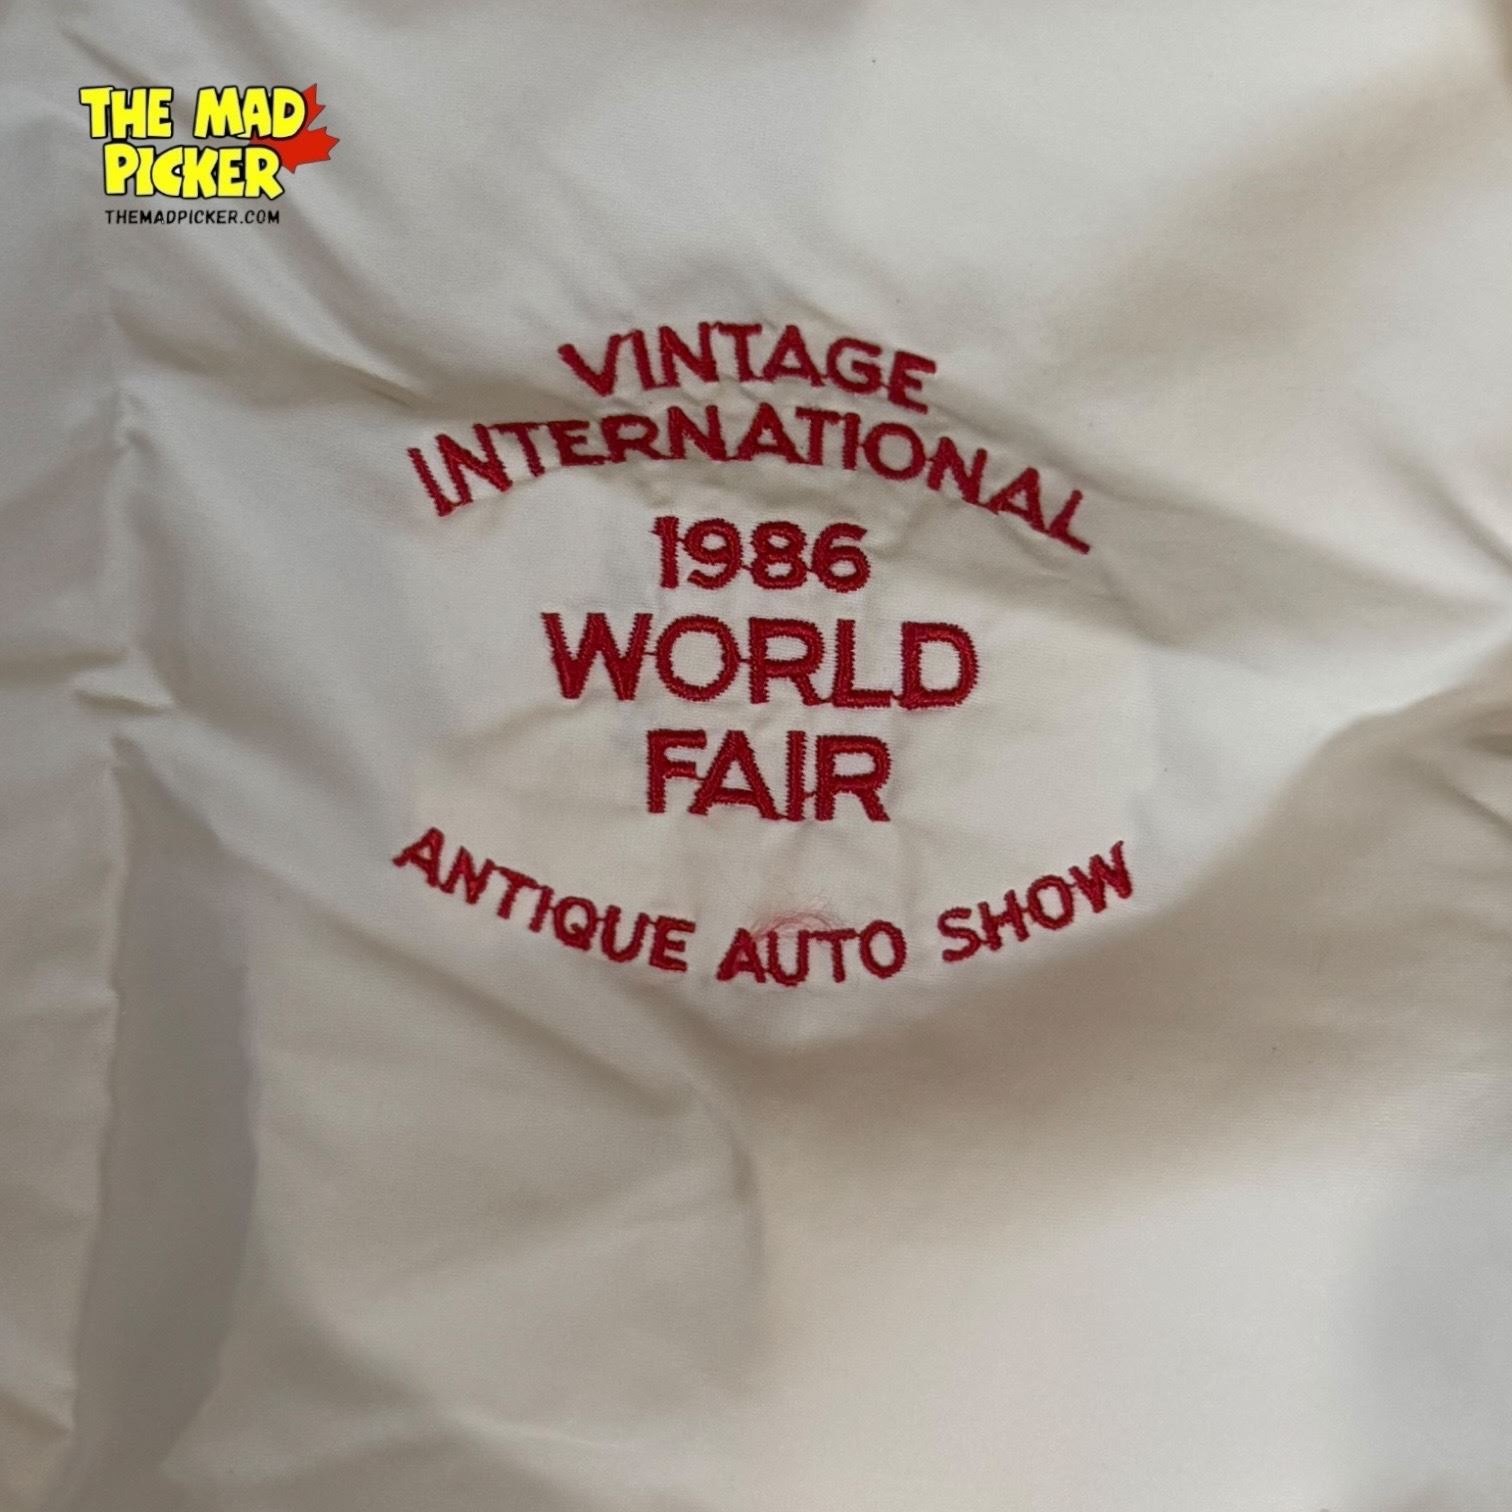 THE MAD
PICKER
THEMADPICKER.COM
VINTAGE
INTERNATIONAL
1986
WORLD
FAIR
ANTIQUE AUTO SHOW